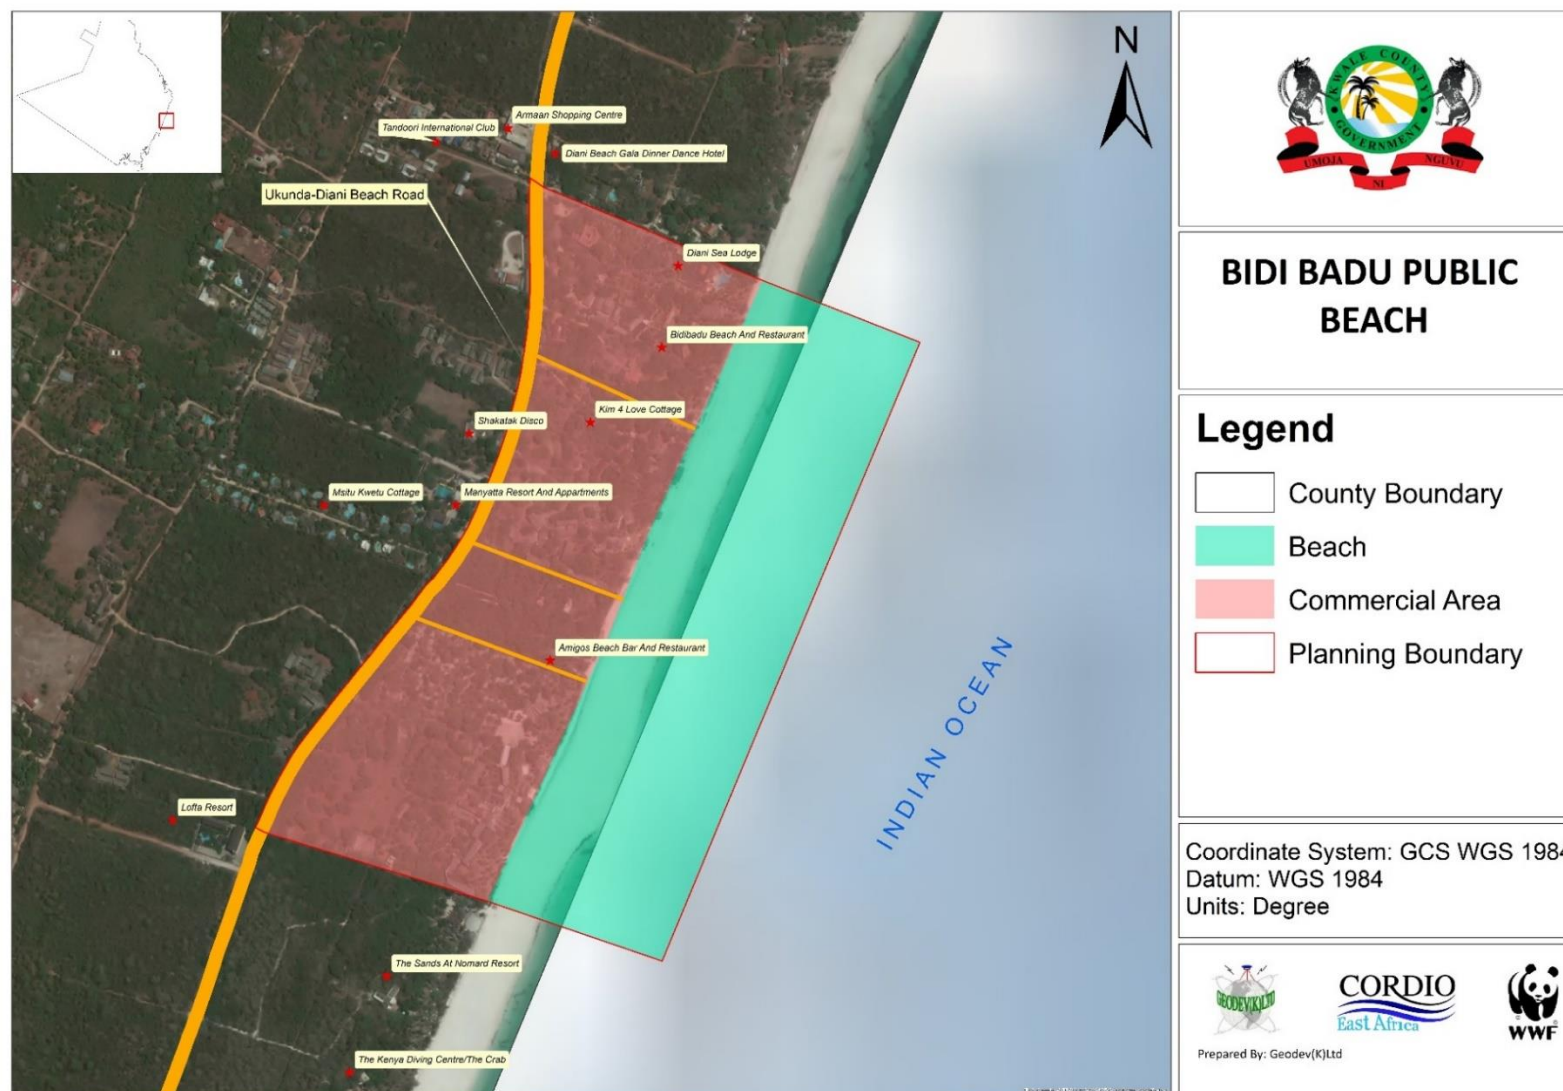 N
Armaan Shopping Centre
Tandoori International Club
Diani Beach Gala Dinner Dance Hotel
Ukunda-Diani Beach Road
Diani Sea Lodge
Bidibadu Beach And Restaurant
Kim 4 Love Cottage
Shakatak Disco
Msitu Kwetu Cottage
Manyatta Resort And Appartments
Amigos Beach Bar And Restaurant
INDIAN OCEAN
Lofta Resort
The Sands At Nomard Resort
The Kenya Diving Centre/The Crab
KWALE COUNTY
GOVERNMENT
UMOJA
NI
NGUVU
BIDI BADU PUBLIC
BEACH
Legend
County Boundary
Beach
Commercial Area
Planning Boundary
Coordinate System: GCS WGS 1984
Datum: WGS 1984
Units: Degree
GEODEV(K)LTD
CORDIO
East Africa
WWF
Prepared By: Geodev(K)Ltd